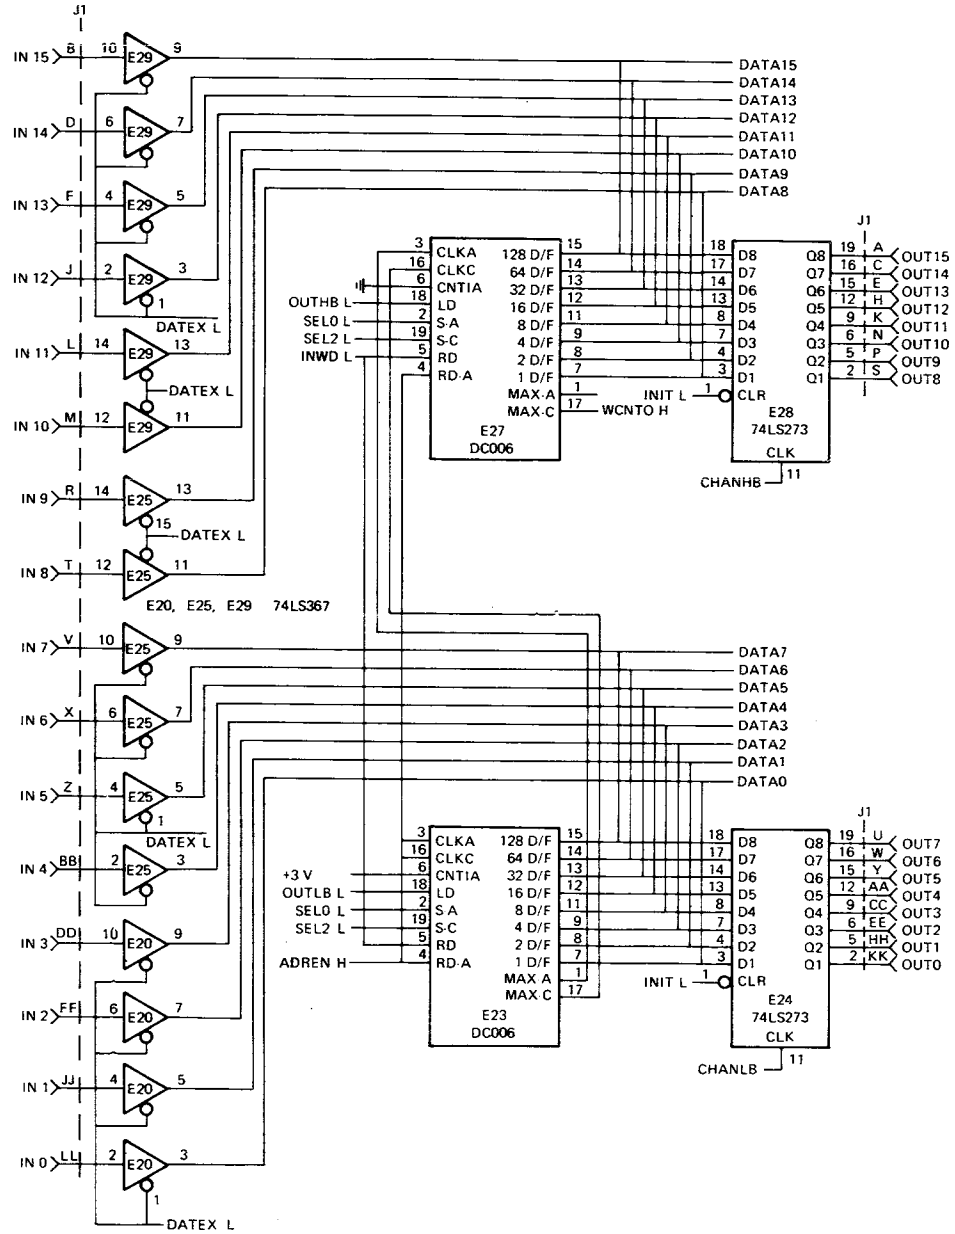 J1
IN 15 B 10 E29 9 DATA15
DATA14
IN 14 D 6 E29 7 DATA13
DATA12
DATA11
DATA10
IN 13 F 4 E29 5 DATA9
DATA8
IN 12 J 2 E29 3
1
DATEX L
IN 11 L 14 E29 13
DATEX L
IN 10 M 12 E29 11
IN 9 R 14 E25 13
15
DATEX L
IN 8 T 12 E25 11
E20, E25, E29 74LS367
3 CLKA 128 D/F 15
16 CLKC 64 D/F 14
6 CNTIA 32 D/F 13
OUTHB L 18 LD 16 D/F 12
SEL0 L 2 S·A 8 D/F 11
SEL2 L 19 S·C 4 D/F 9
INWD L 5 RD 2 D/F 8
4 RD·A 1 D/F 7
MAX·A 1
MAX·C 17 WCNTO H
E27
DC006
J1
18 D8 Q8 19 A OUT15
17 D7 Q7 16 C OUT14
14 D6 Q6 15 E OUT13
13 D5 Q5 12 H OUT12
8 D4 Q4 9 K OUT11
7 D3 Q3 6 N OUT10
4 D2 Q2 5 P OUT9
3 D1 Q1 2 S OUT8
INIT L 1 CLR
E28
74LS273
CLK
CHANHB 11
IN 7 V 10 E25 9 DATA7
DATA6
IN 6 X 6 E25 7 DATA5
DATA4
DATA3
DATA2
IN 5 Z 4 E25 5 DATA1
DATA0
1
DATEX L
IN 4 BB 2 E25 3
IN 3 DD 10 E20 9
IN 2 FF 6 E20 7
IN 1 JJ 4 E20 5
IN 0 LL 2 E20 3
1
DATEX L
3 CLKA 128 D/F 15
16 CLKC 64 D/F 14
+3 V 6 CNTIA 32 D/F 13
OUTLB L 18 LD 16 D/F 12
SEL0 L 2 S A 8 D/F 11
SEL2 L 19 S·C 4 D/F 9
5 RD 2 D/F 8
ADREN H 4 RD·A 1 D/F 7
MAX A 1
MAX·C 17
E23
DC006
J1
18 D8 Q8 19 U OUT7
17 D7 Q7 16 W OUT6
14 D6 Q6 15 Y OUT5
13 D5 Q5 12 AA OUT4
8 D4 Q4 9 CC OUT3
7 D3 Q3 6 EE OUT2
4 D2 Q2 5 HH OUT1
3 D1 Q1 2 KK OUT0
INIT L 1 CLR
E24
74LS273
CLK
CHANLB 11